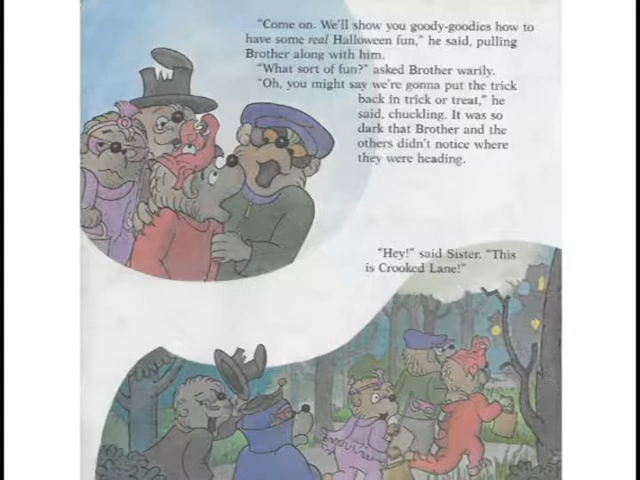 "Come on. We'll show you goody-goodies how to
have some real Halloween fun," he said, pulling
Brother along with him.
"What sort of fun?" asked Brother warily.
"Oh, you might say we're gonna put the trick
back in trick or treat," he
said, chuckling. It was so
dark that Brother and the
others didn't notice where
they were heading.
"Hey!" said Sister. "This
is Crooked Lane!"